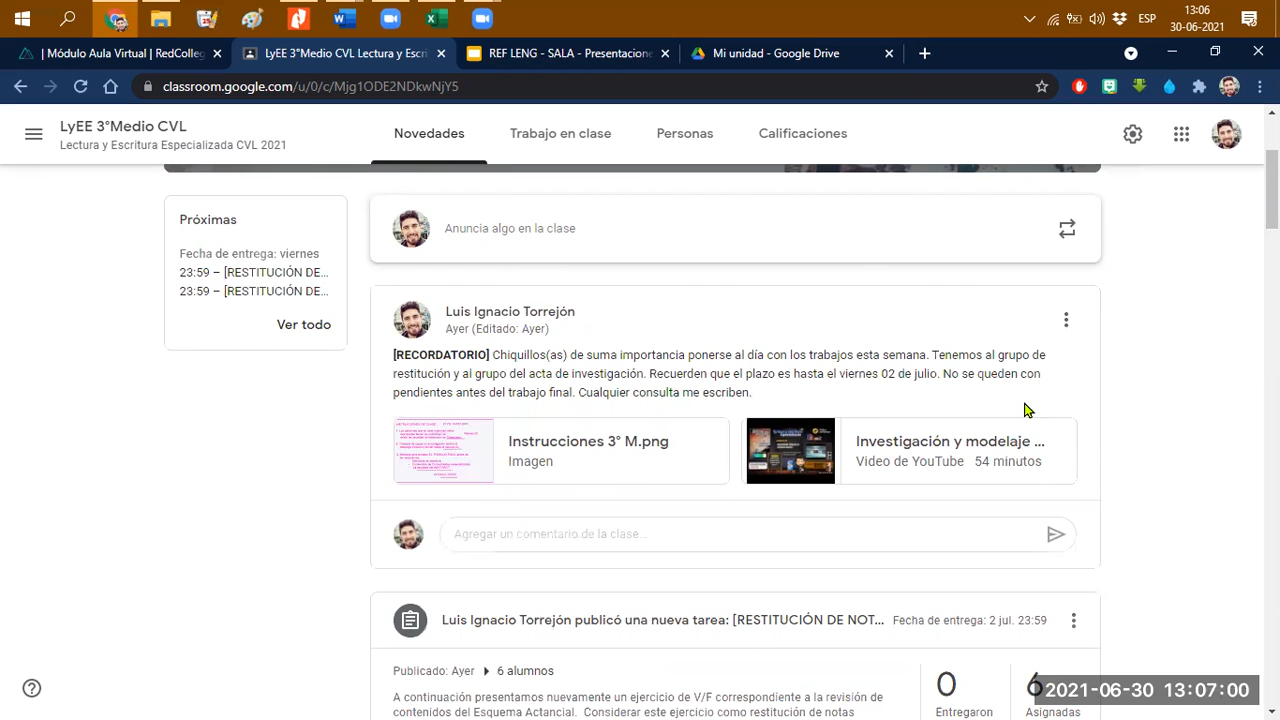 ESP
13:06
30-06-2021
| Módulo Aula Virtual | RedColleg
LyEE 3°Medio CVL Lectura y Escri
REF LENG - SALA - Presentacione
Mi unidad - Google Drive
classroom.google.com/u/0/c/Mjg1ODE2NDkwNjY5
LyEE 3°Medio CVL
Lectura y Escritura Especializada CVL 2021
Novedades
Trabajo en clase
Personas
Calificaciones
Próximas
Fecha de entrega: viernes
23:59 – [RESTITUCIÓN DE...
23:59 – [RESTITUCIÓN DE...
Ver todo
Anuncia algo en la clase
Luis Ignacio Torrejón
Ayer (Editado: Ayer)
[RECORDATORIO] Chiquillos(as) de suma importancia ponerse al día con los trabajos esta semana. Tenemos al grupo de
restitución y al grupo del acta de investigación. Recuerden que el plazo es hasta el viernes 02 de julio. No se queden con
pendientes antes del trabajo final. Cualquier consulta me escriben.
Instrucciones 3° M.png
Imagen
Investigación y modelaje ...
Video de YouTube 54 minutos
Agregar un comentario de la clase...
Luis Ignacio Torrejón publicó una nueva tarea: [RESTITUCIÓN DE NOT...
Fecha de entrega: 2 jul. 23:59
Publicado: Ayer
6 alumnos
A continuación presentamos nuevamente un ejercicio de V/F correspondiente a la revisión de
contenidos del Esquema Actancial. Considerar este ejercicio como restitución de notas
0
Entregaron
6
Asignadas
2021-06-30 13:07:00